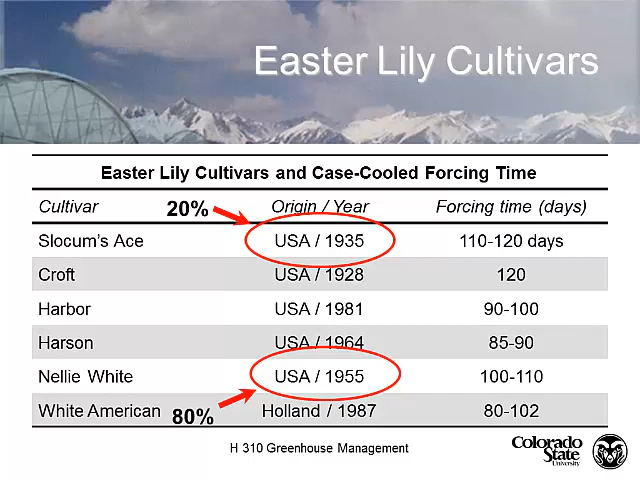 Easter Lily Cultivars
Easter Lily Cultivars and Case-Cooled Forcing Time
Cultivar 20% Origin / Year Forcing time (days)
Slocum's Ace USA / 1935 110-120 days
Croft USA / 1928 120
Harbor USA / 1981 90-100
Harson USA / 1964 85-90
Nellie White USA / 1955 100-110
White American 80% Holland / 1987 80-102
H 310 Greenhouse Management
Colorado
State
University